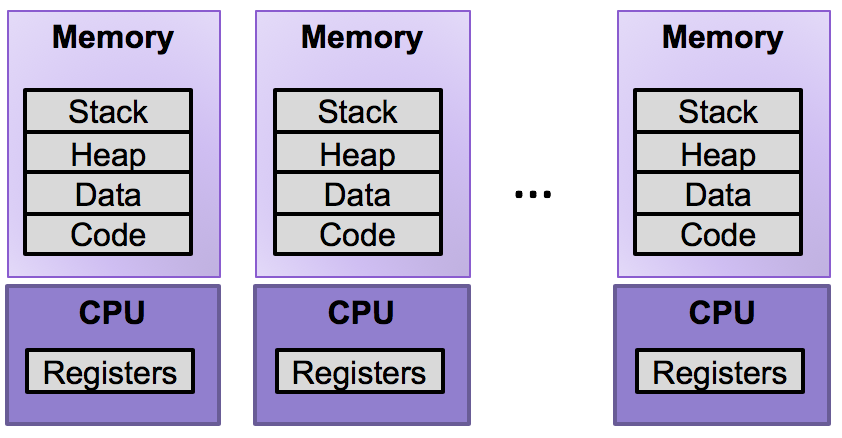 Memory
Stack
Heap
Data
Code
CPU
Registers
Memory
Stack
Heap
Data
Code
CPU
Registers
...
Memory
Stack
Heap
Data
Code
CPU
Registers